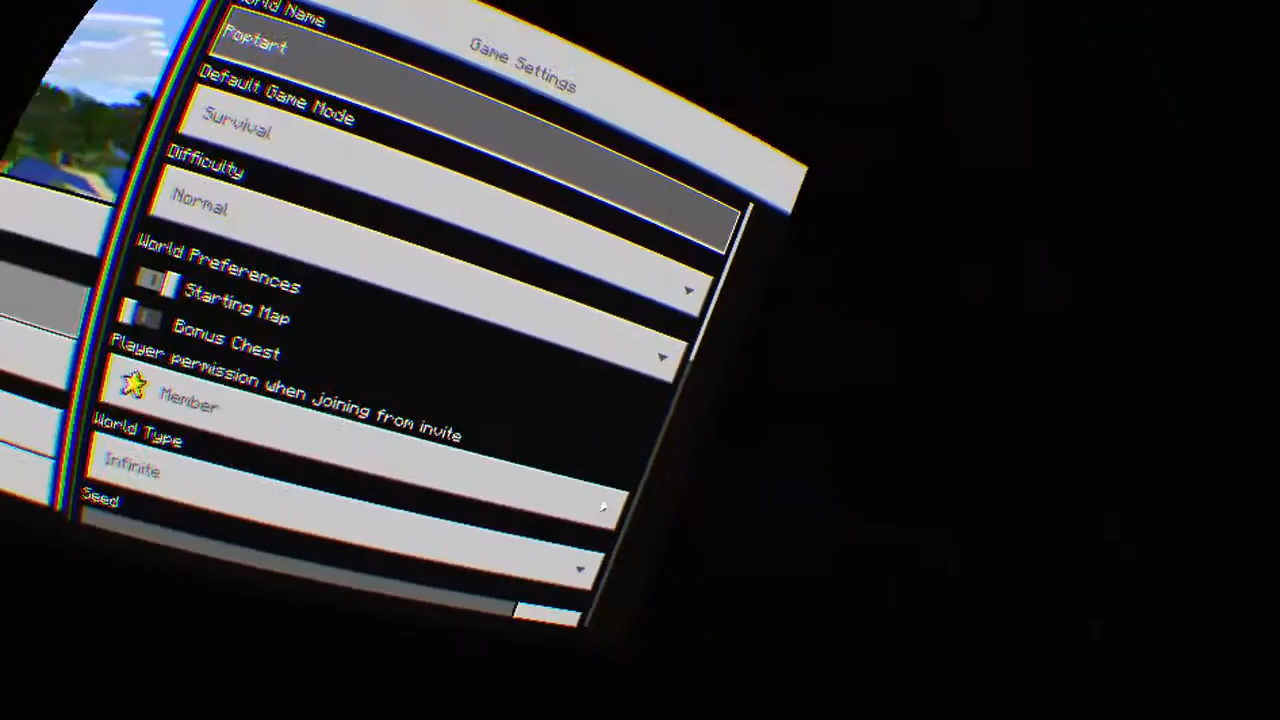 Game Settings
World Name
Poptart
Default Game Mode
Survival
Difficulty
Normal
World Preferences
Starting Map
Bonus Chest
Player permission when joining from invite
Member
World Type
Infinite
Seed